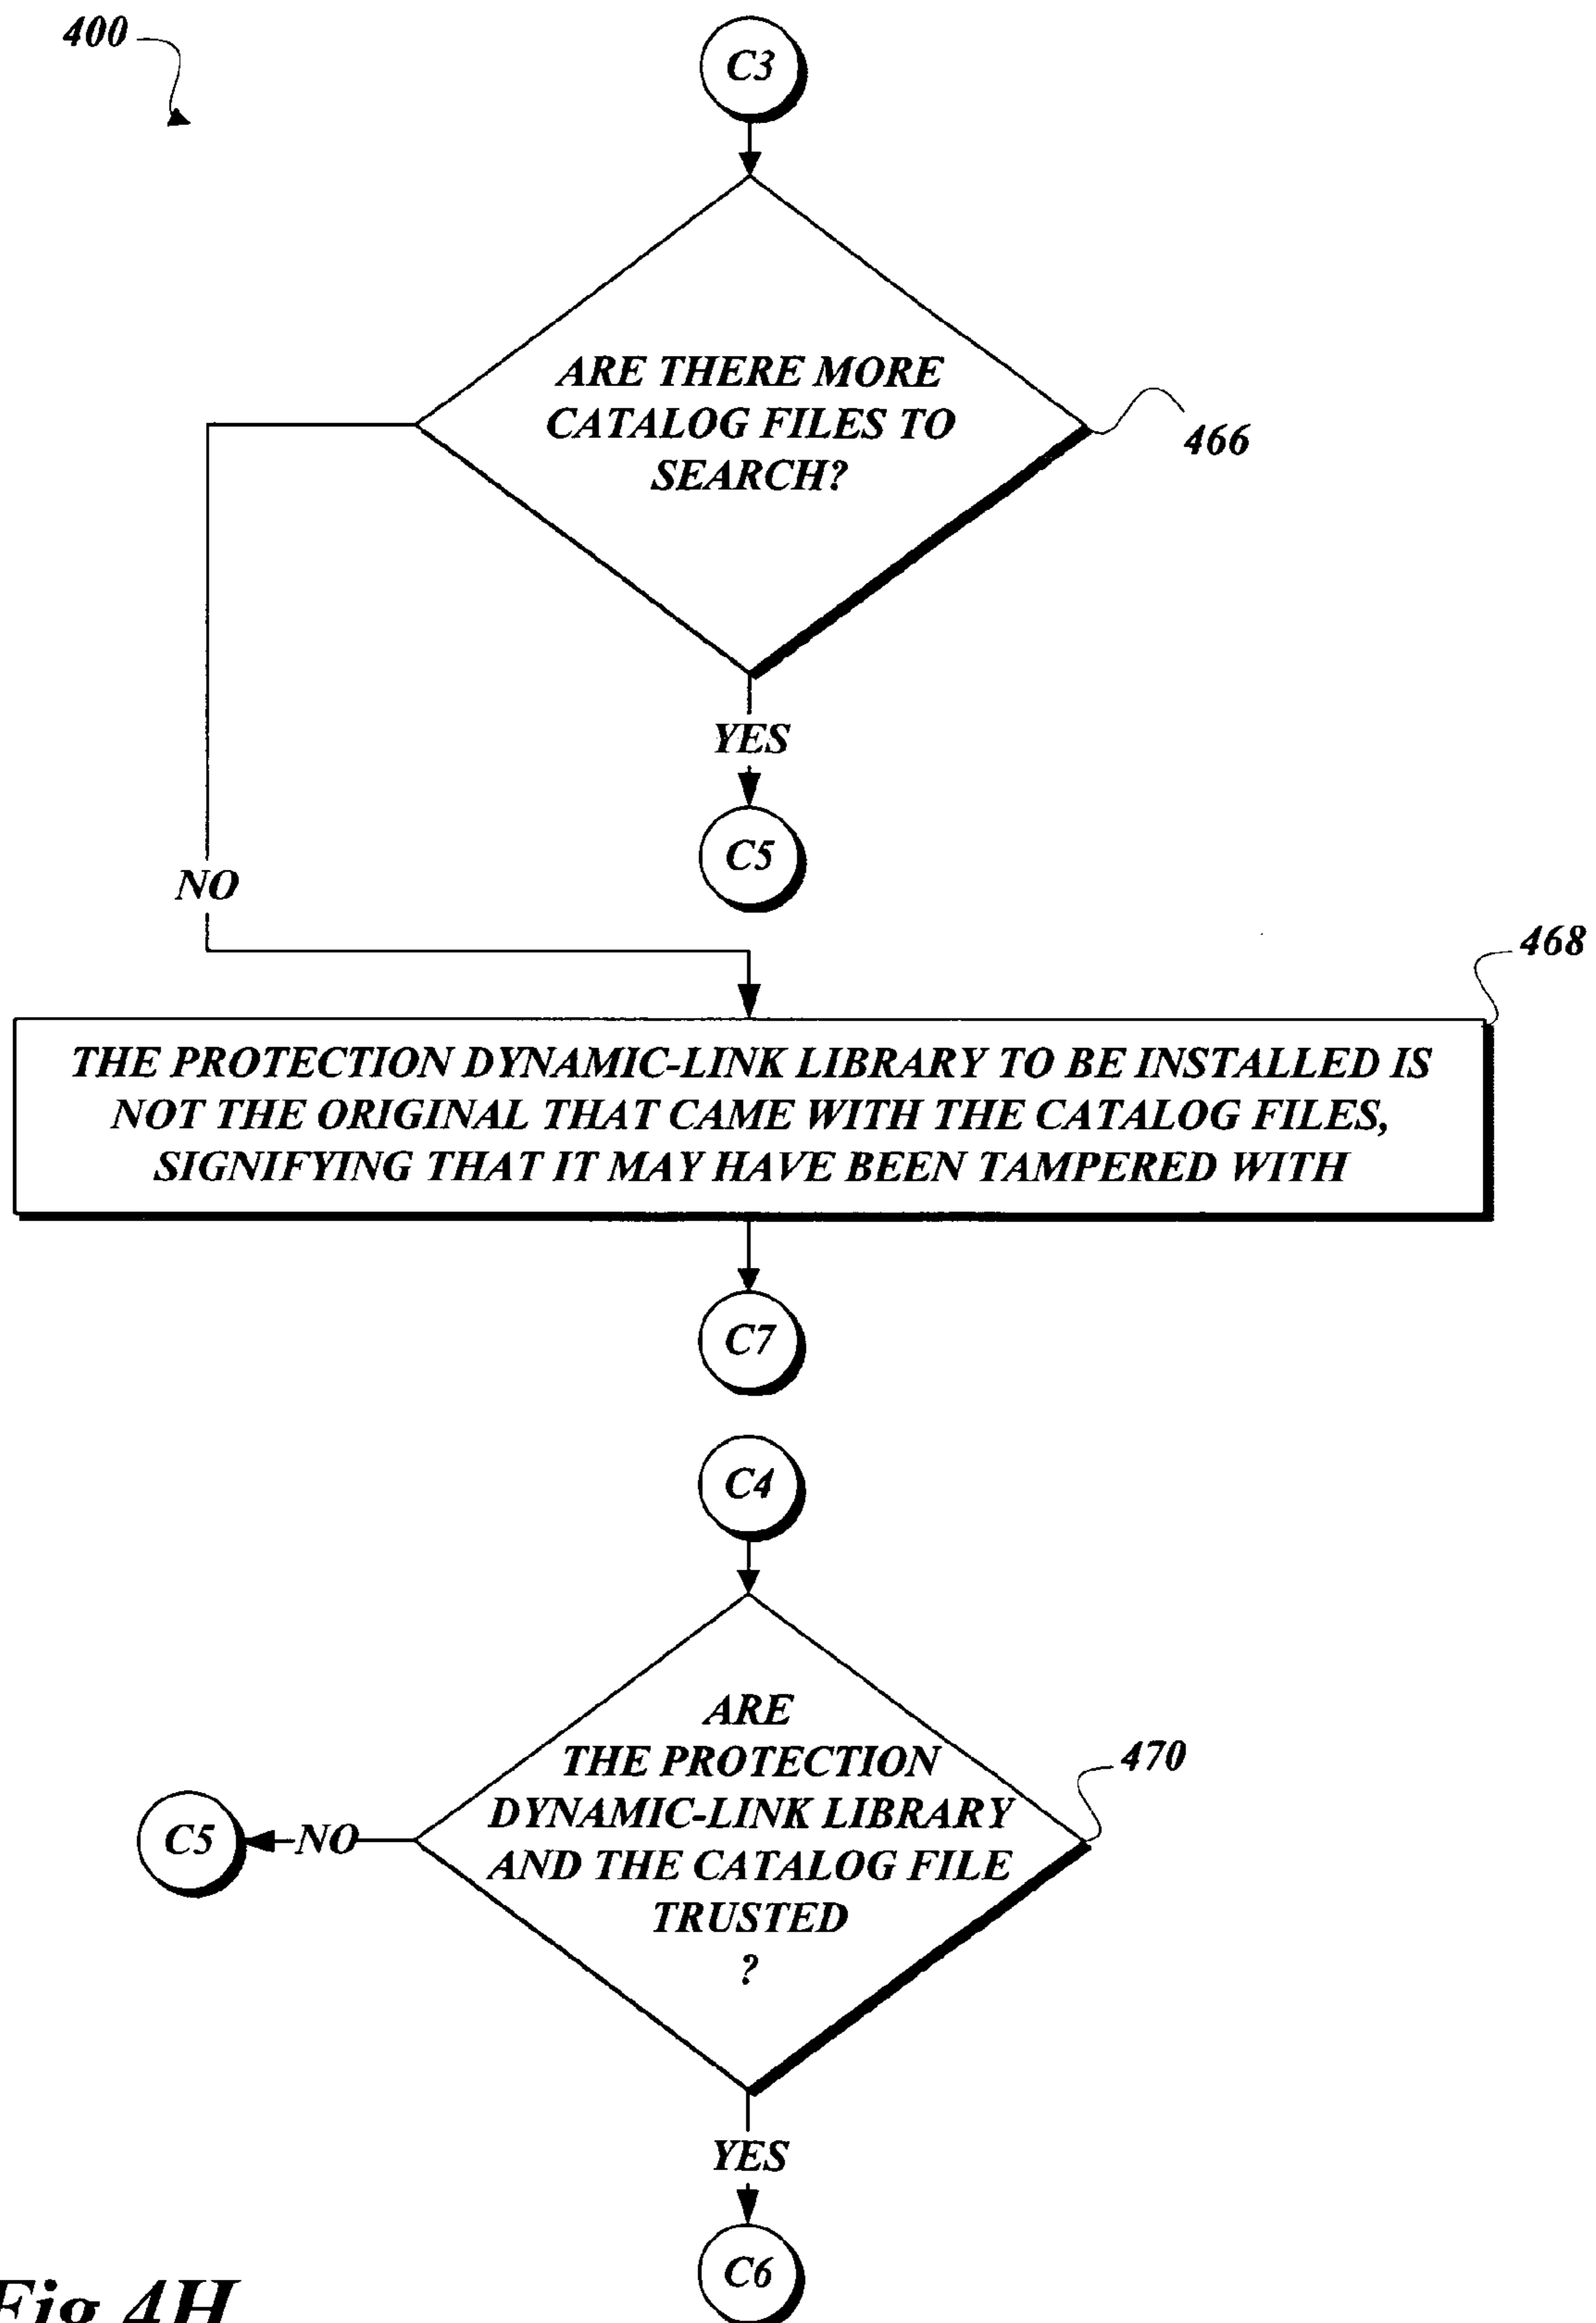 400
C3
ARE THERE MORE
CATALOG FILES TO
SEARCH?
466
YES
C5
NO
468
THE PROTECTION DYNAMIC-LINK LIBRARY TO BE INSTALLED IS
NOT THE ORIGINAL THAT CAME WITH THE CATALOG FILES,
SIGNIFYING THAT IT MAY HAVE BEEN TAMPERED WITH
C7
C4
ARE
THE PROTECTION
DYNAMIC-LINK LIBRARY
AND THE CATALOG FILE
TRUSTED
?
470
C5
NO
YES
C6
Fig 4H